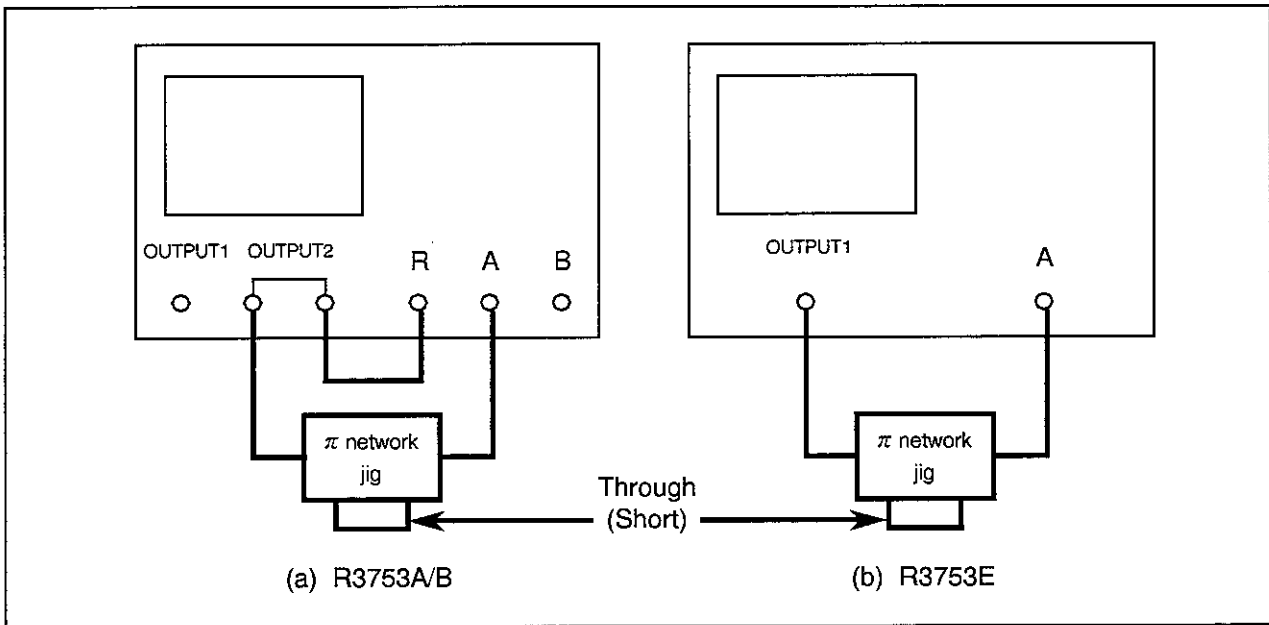 OUTPUT1 OUTPUT2 R A B
π network
jig
(a) R3753A/B
OUTPUT1 A
π network
jig
(b) R3753E
Through
(Short)